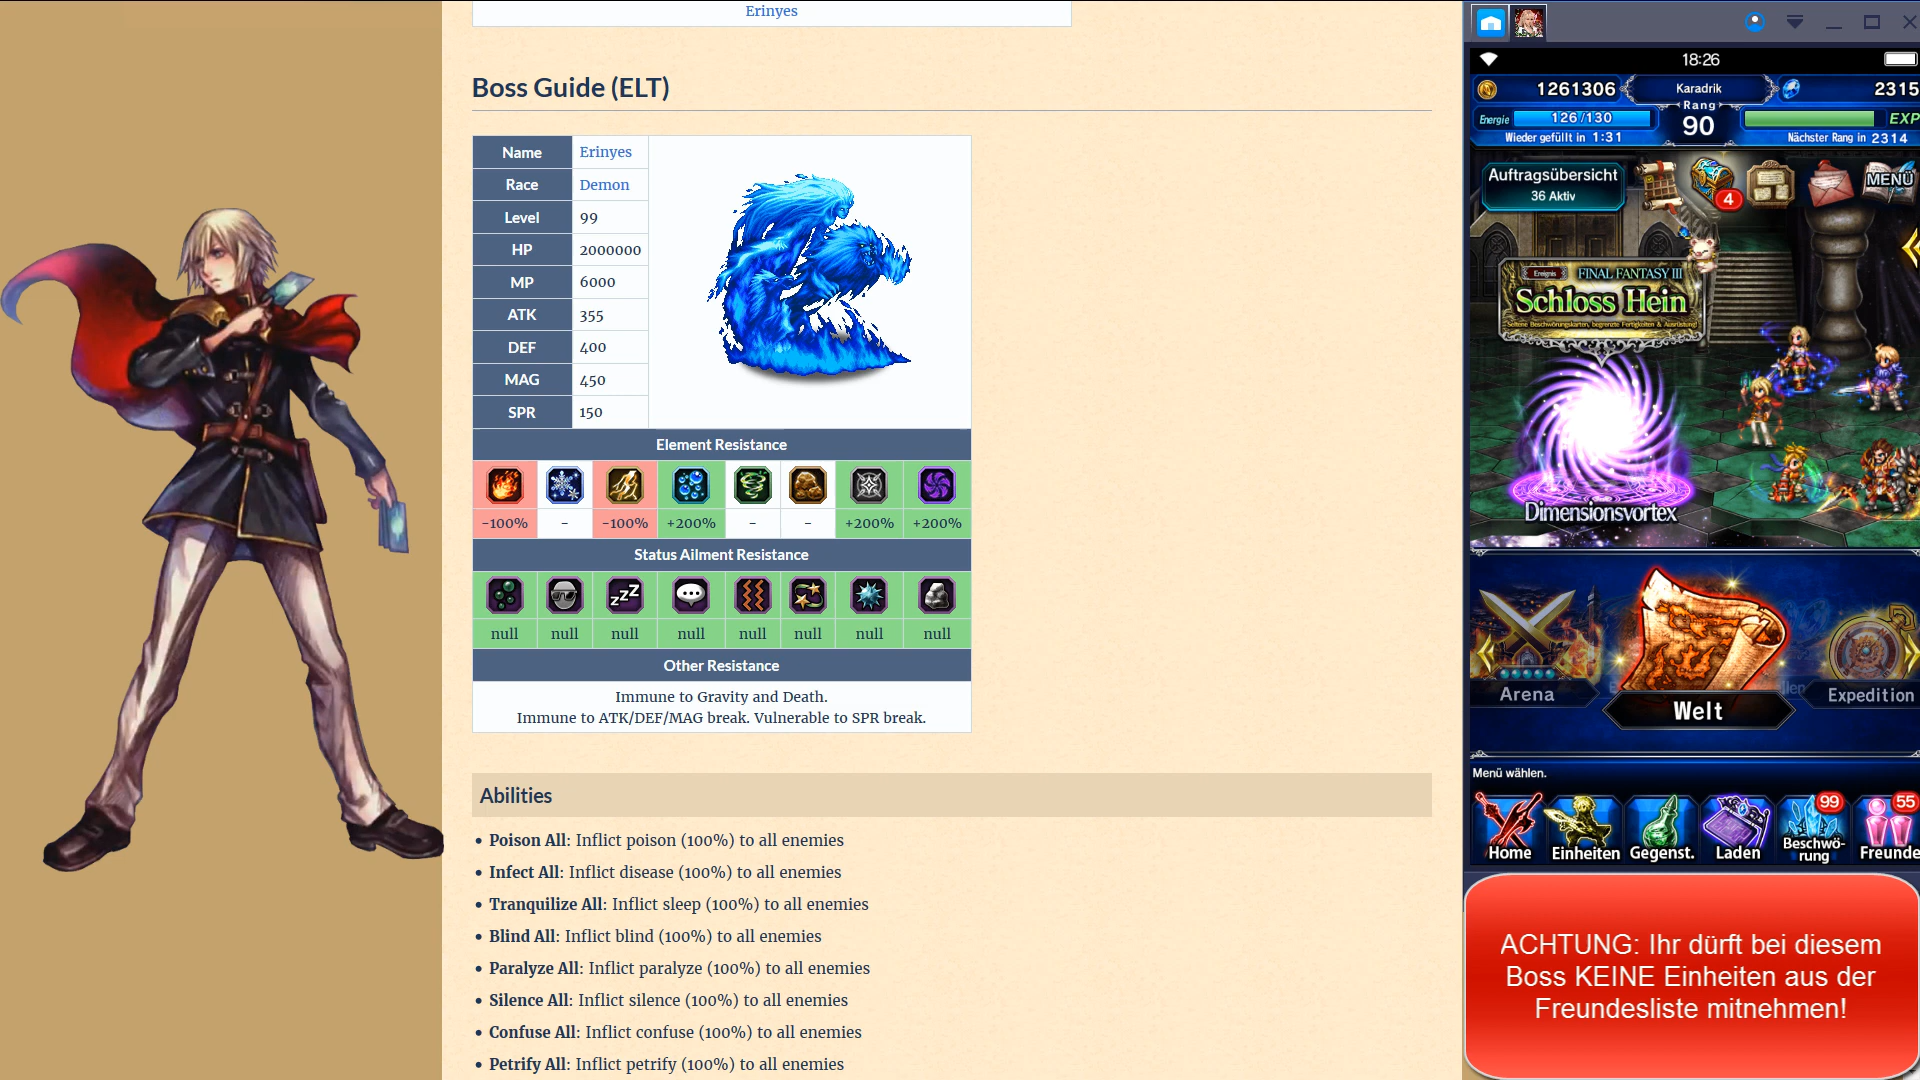 Erinyes
Boss Guide (ELT)
Name Erinyes
Race Demon
Level 99
HP 2000000
MP 6000
ATK 355
DEF 400
MAG 450
SPR 150
Element Resistance
-100% - -100% +200% - - +200% +200%
Status Ailment Resistance
null null null null null null null null
Other Resistance
Immune to Gravity and Death.
Immune to ATK/DEF/MAG break. Vulnerable to SPR break.
Abilities
• Poison All: Inflict poison (100%) to all enemies
• Infect All: Inflict disease (100%) to all enemies
• Tranquilize All: Inflict sleep (100%) to all enemies
• Blind All: Inflict blind (100%) to all enemies
• Paralyze All: Inflict paralyze (100%) to all enemies
• Silence All: Inflict silence (100%) to all enemies
• Confuse All: Inflict confuse (100%) to all enemies
• Petrify All: Inflict petrify (100%) to all enemies
18:26
1261306 Karadrik 2315
Rang
Energie 126/130 90 EXP
Wieder gefüllt in 1:31 Nächster Rang in 2314
Auftragsübersicht
36 Aktiv
4
MENÜ
Ereignis FINAL FANTASY III
Schloss Hein
Seltene Beschwörungskarten, begrenzte Fertigkeiten & Ausrüstung!
Dimensionsvortex
Arena
Welt
Expedition
Menü wählen.
99 55
Home Einheiten Gegenst. Laden Beschwö-
rung Freunde
ACHTUNG: Ihr dürft bei diesem
Boss KEINE Einheiten aus der
Freundesliste mitnehmen!